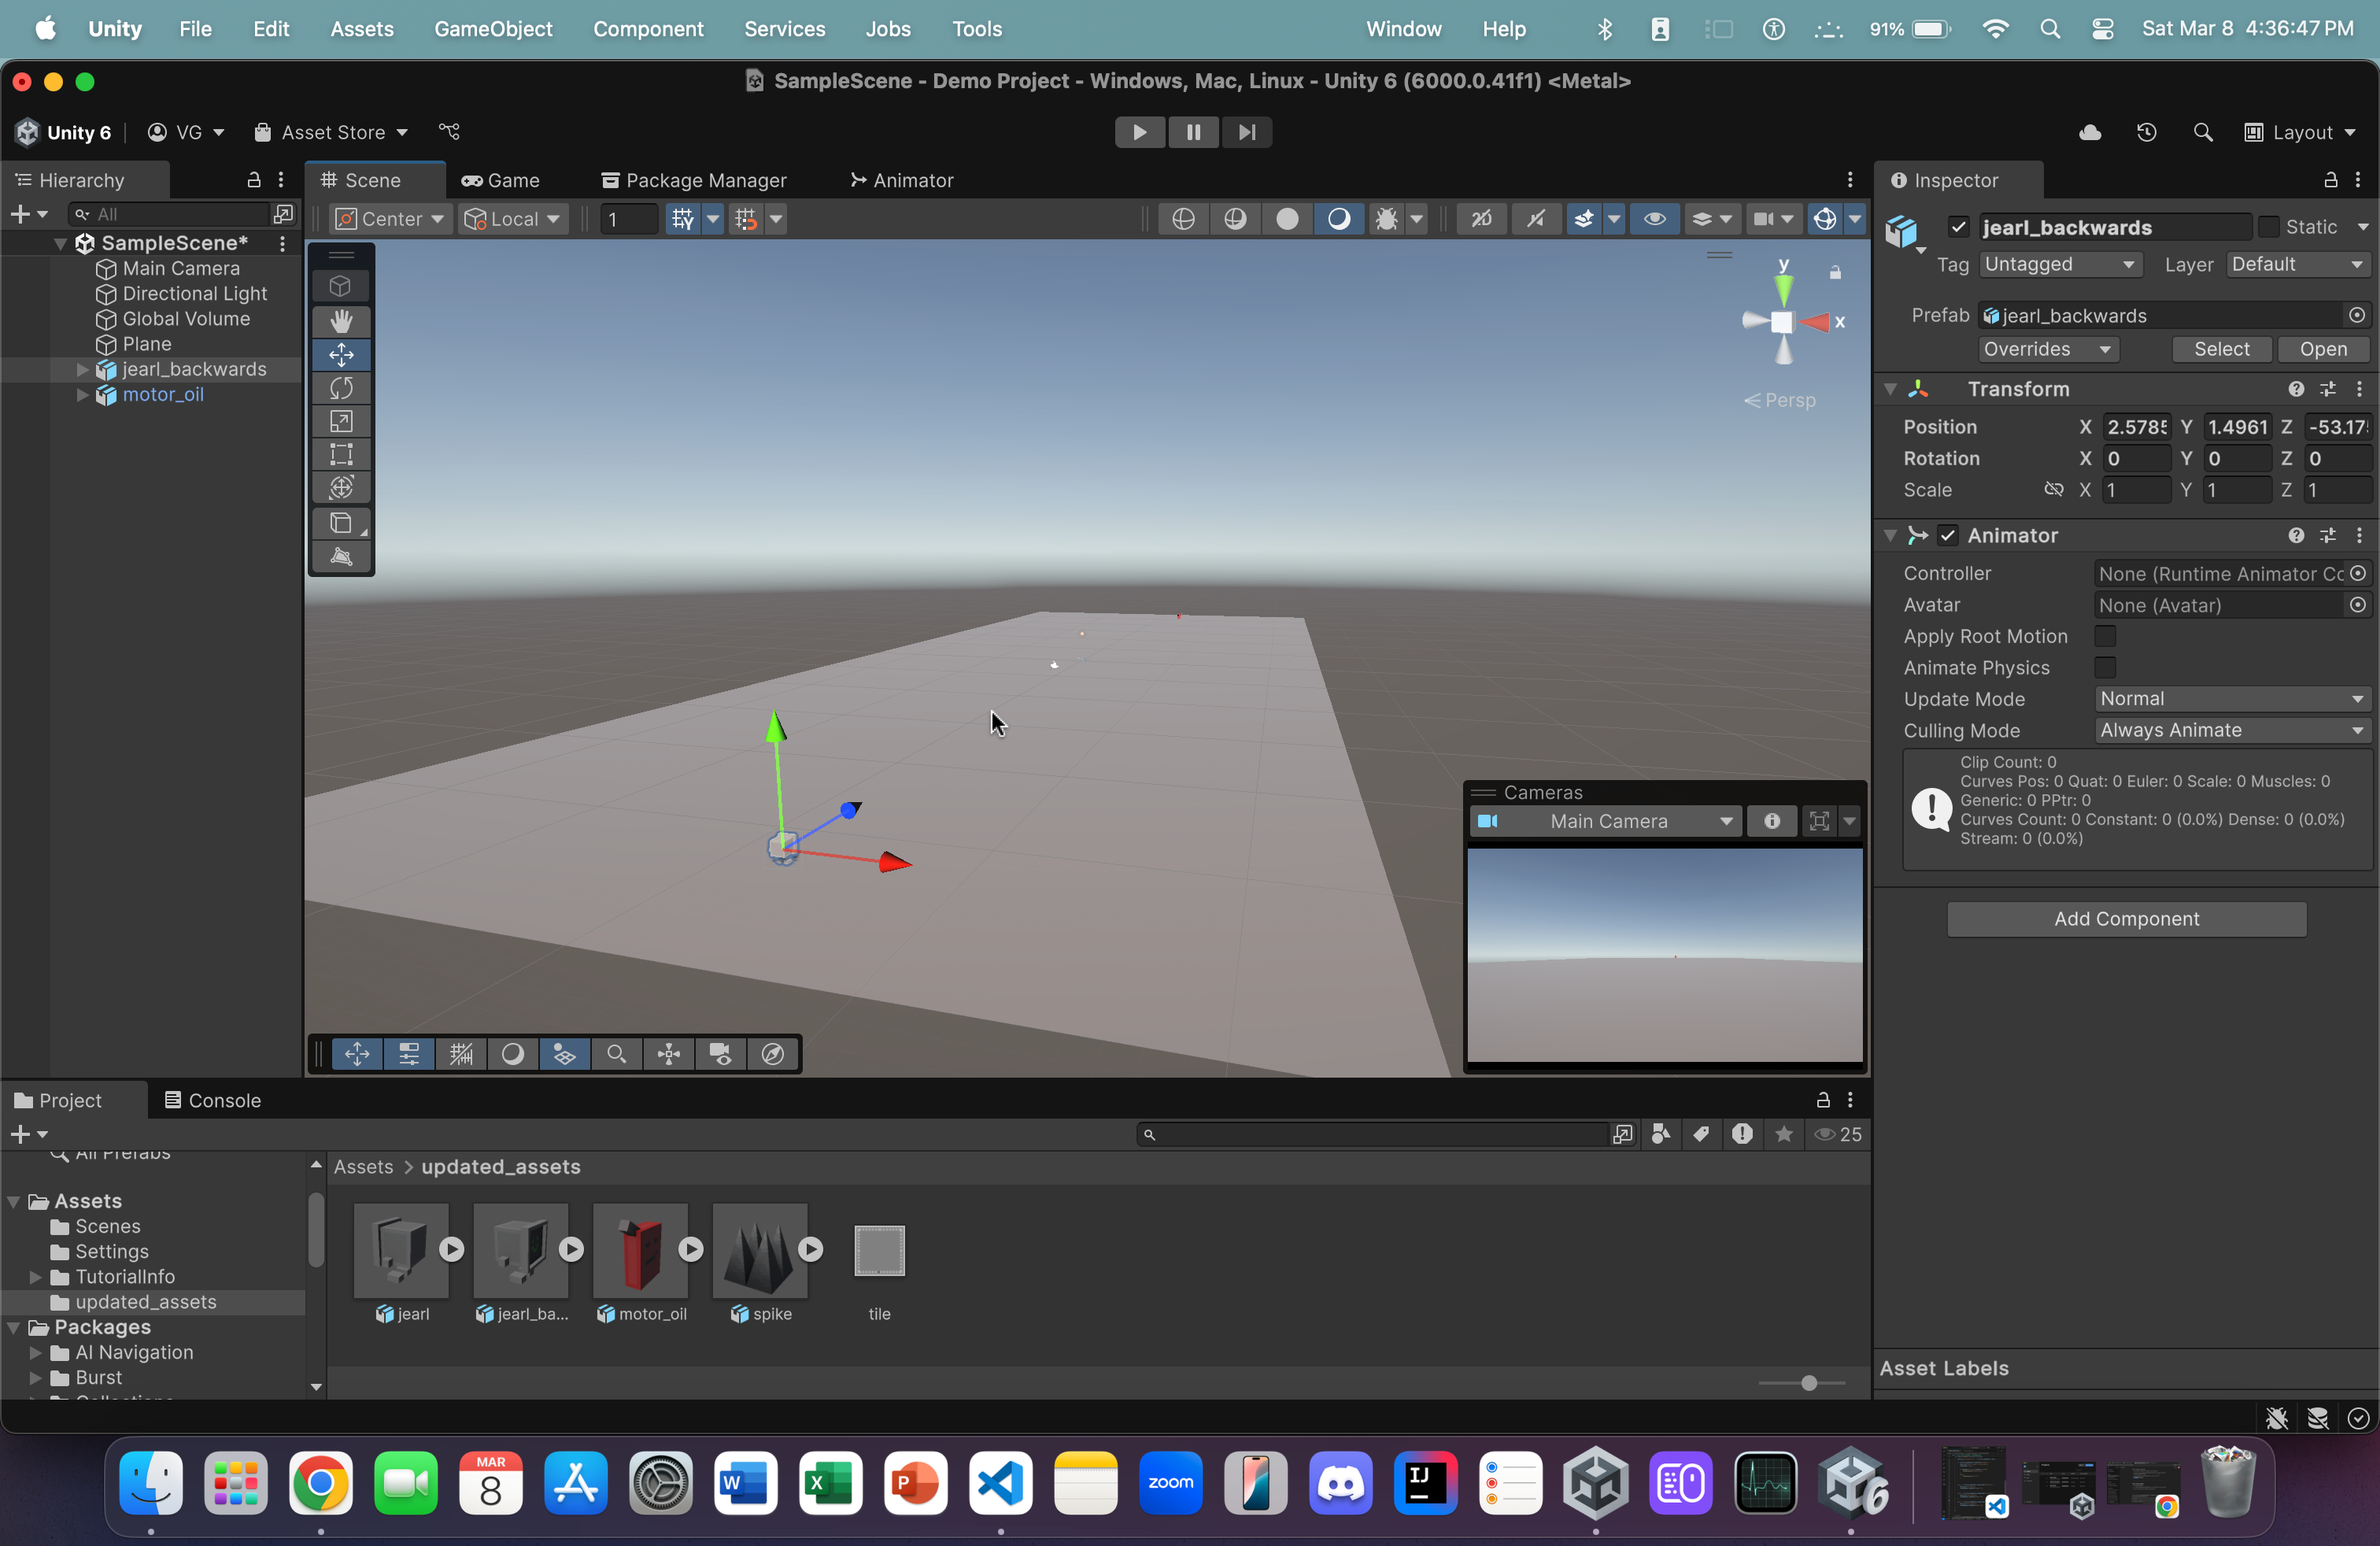 Unity File Edit Assets GameObject Component Services Jobs Tools Window Help 91% Sat Mar 8 4:36:47 PM
SampleScene - Demo Project - Windows, Mac, Linux - Unity 6 (6000.0.41f1) <Metal>
Unity 6 VG Asset Store Layout
Hierarchy Scene Game Package Manager Animator Inspector
All Center Local 1 2D
SampleScene*
Main Camera
Directional Light
Global Volume
Plane
jearl_backwards
motor_oil
y
x
Persp
jearl_backwards Static
Tag Untagged Layer Default
Prefab jearl_backwards
Overrides Select Open
Transform
Position X 2.5785 Y 1.4961 Z -53.17
Rotation X 0 Y 0 Z 0
Scale X 1 Y 1 Z 1
Animator
Controller None (Runtime Animator Co
Avatar None (Avatar)
Apply Root Motion
Animate Physics
Update Mode Normal
Culling Mode Always Animate
Clip Count: 0
Curves Pos: 0 Quat: 0 Euler: 0 Scale: 0 Muscles: 0
Generic: 0 PPtr: 0
Curves Count: 0 Constant: 0 (0.0%) Dense: 0 (0.0%)
Stream: 0 (0.0%)
Add Component
Asset Labels
Cameras
Main Camera
Project Console
25
All Prefabs
Assets
Scenes
Settings
TutorialInfo
updated_assets
Packages
AI Navigation
Burst
Collections
Assets > updated_assets
jearl jearl_ba... motor_oil spike tile
MAR
8
W
X
P
zoom
IJ
6